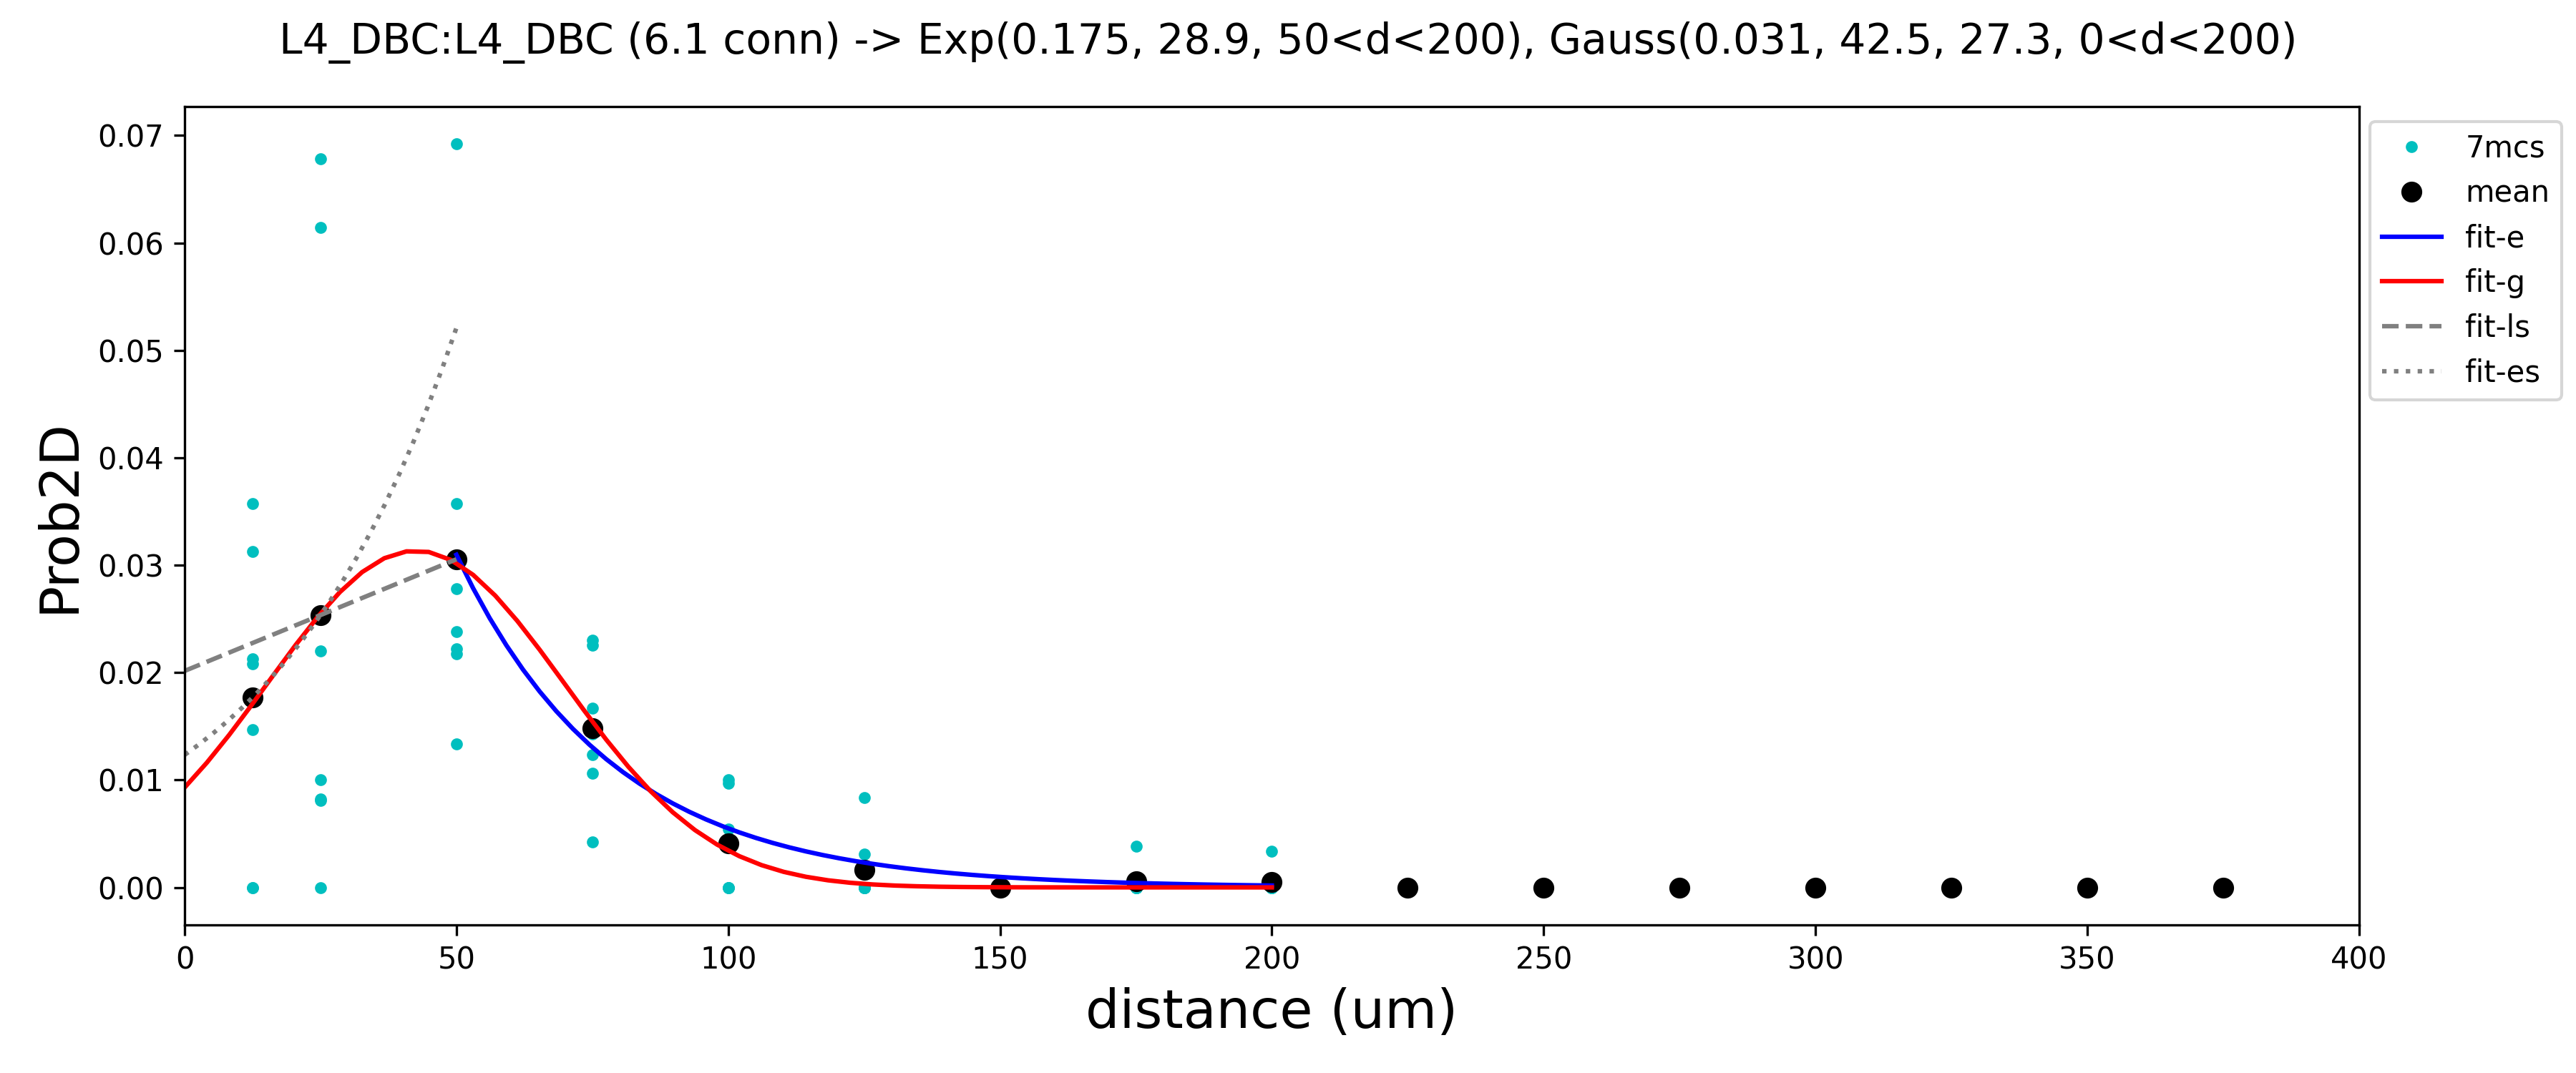 L4_DBC:L4_DBC (6.1 conn) -> Exp(0.175, 28.9, 50<d<200), Gauss(0.031, 42.5, 27.3, 0<d<200)
0.07
0.06
0.05
0.04
0.03
0.02
0.01
0.00
Prob2D
0 50 100 150 200 250 300 350 400
distance (um)
7mcs
mean
fit-e
fit-g
fit-ls
fit-es